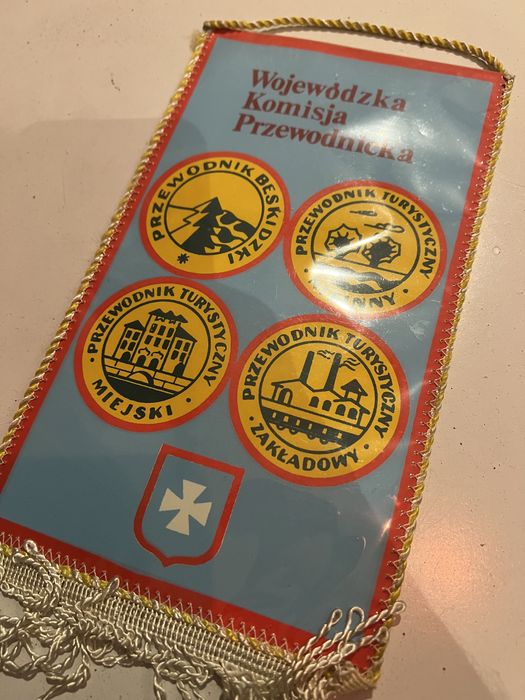 Wojewódzka
Komisja
Przewodnicka
PRZEWODNIK BESKIDZKI
PRZEWODNIK TURYSTYCZNY
PRZEWODNIK TURYSTYCZNY
MIEJSKI
PRZEWODNIK TURYSTYCZNY
ZAKŁADOWY